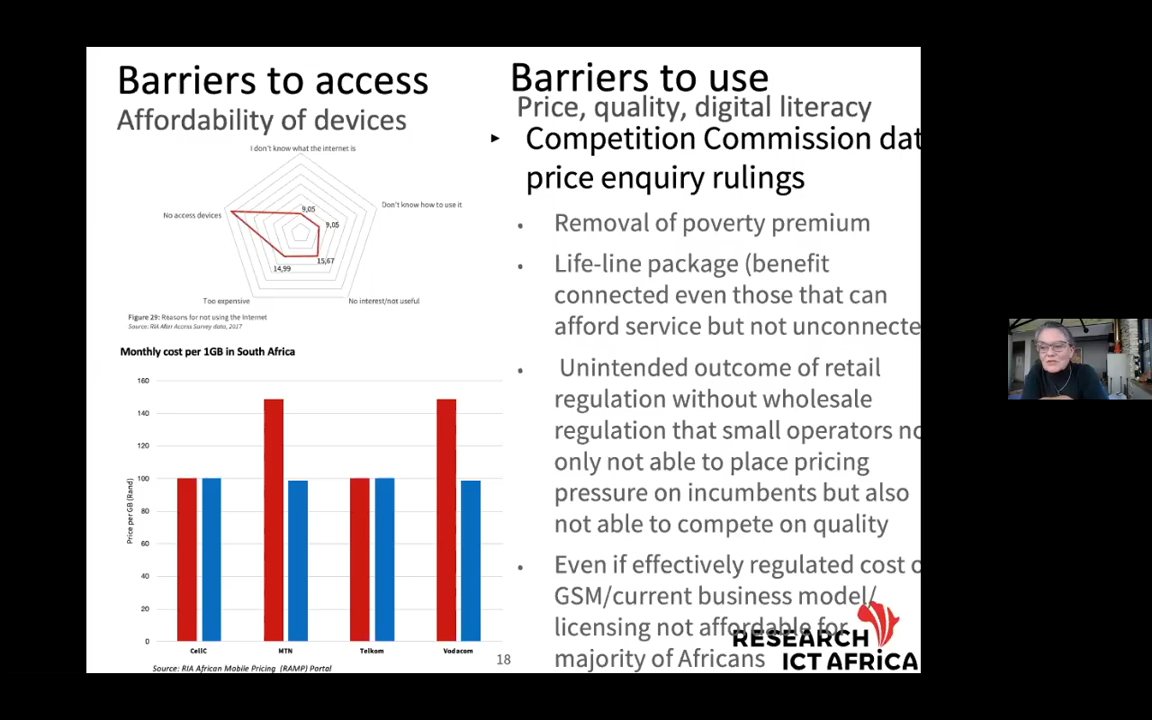 Barriers to access
Affordability of devices
I don't know what the internet is
Don't know how to use it
No access devices
9,05
9,05
15,67
14,99
Too expensive
No interest/not useful
Figure 29: Reasons for not using the Internet
Source: RIA After Access Survey data, 2017
Monthly cost per 1GB in South Africa
Price per GB (Rand)
160
140
120
100
80
60
40
20
0
CellC
MTN
Telkom
Vodacom
Source: RIA African Mobile Pricing (RAMP) Portal
Barriers to use
Price, quality, digital literacy
▸ Competition Commission dat
price enquiry rulings
• Removal of poverty premium
• Life-line package (benefit
connected even those that can
afford service but not unconnecte
• Unintended outcome of retail
regulation without wholesale
regulation that small operators no
only not able to place pricing
pressure on incumbents but also
not able to compete on quality
• Even if effectively regulated cost o
GSM/current business model/
licensing not affordable for
majority of Africans
18
RESEARCH
ICT AFRICA